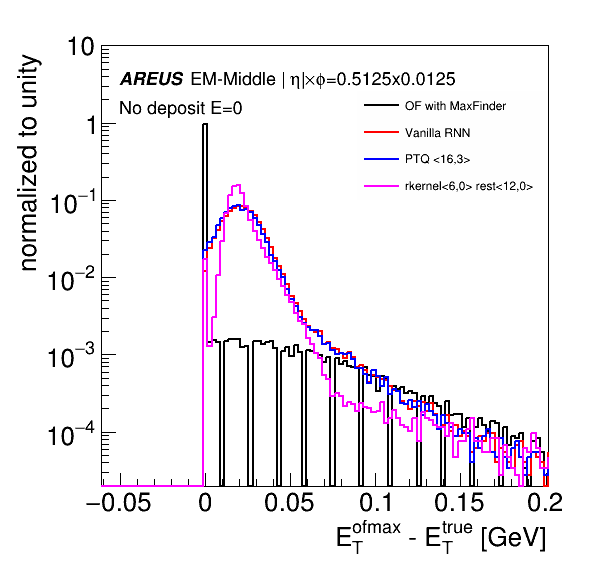 normalized to unity
10
1
10⁻¹
10⁻²
10⁻³
10⁻⁴
AREUS EM-Middle | η|×ϕ=0.5125x0.0125
No deposit E=0
OF with MaxFinder
Vanilla RNN
PTQ <16,3>
rkernel<6,0> rest<12,0>
−0.05 0 0.05 0.1 0.15 0.2
E_T^ofmax - E_T^true [GeV]